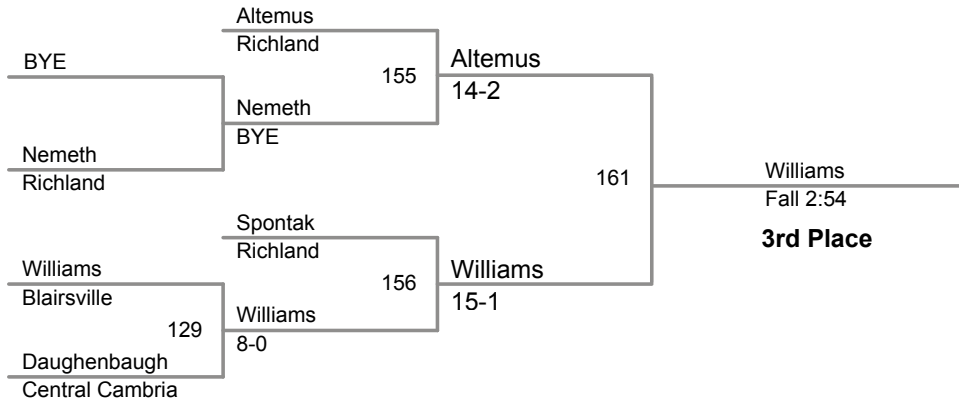 Altemus
Richland
BYE
155
Altemus
14-2
Nemeth
BYE
Nemeth
Richland
161
Williams
Fall 2:54
3rd Place
Spontak
Richland
Williams
Blairsville
156
Williams
15-1
129
Williams
8-0
Daughenbaugh
Central Cambria